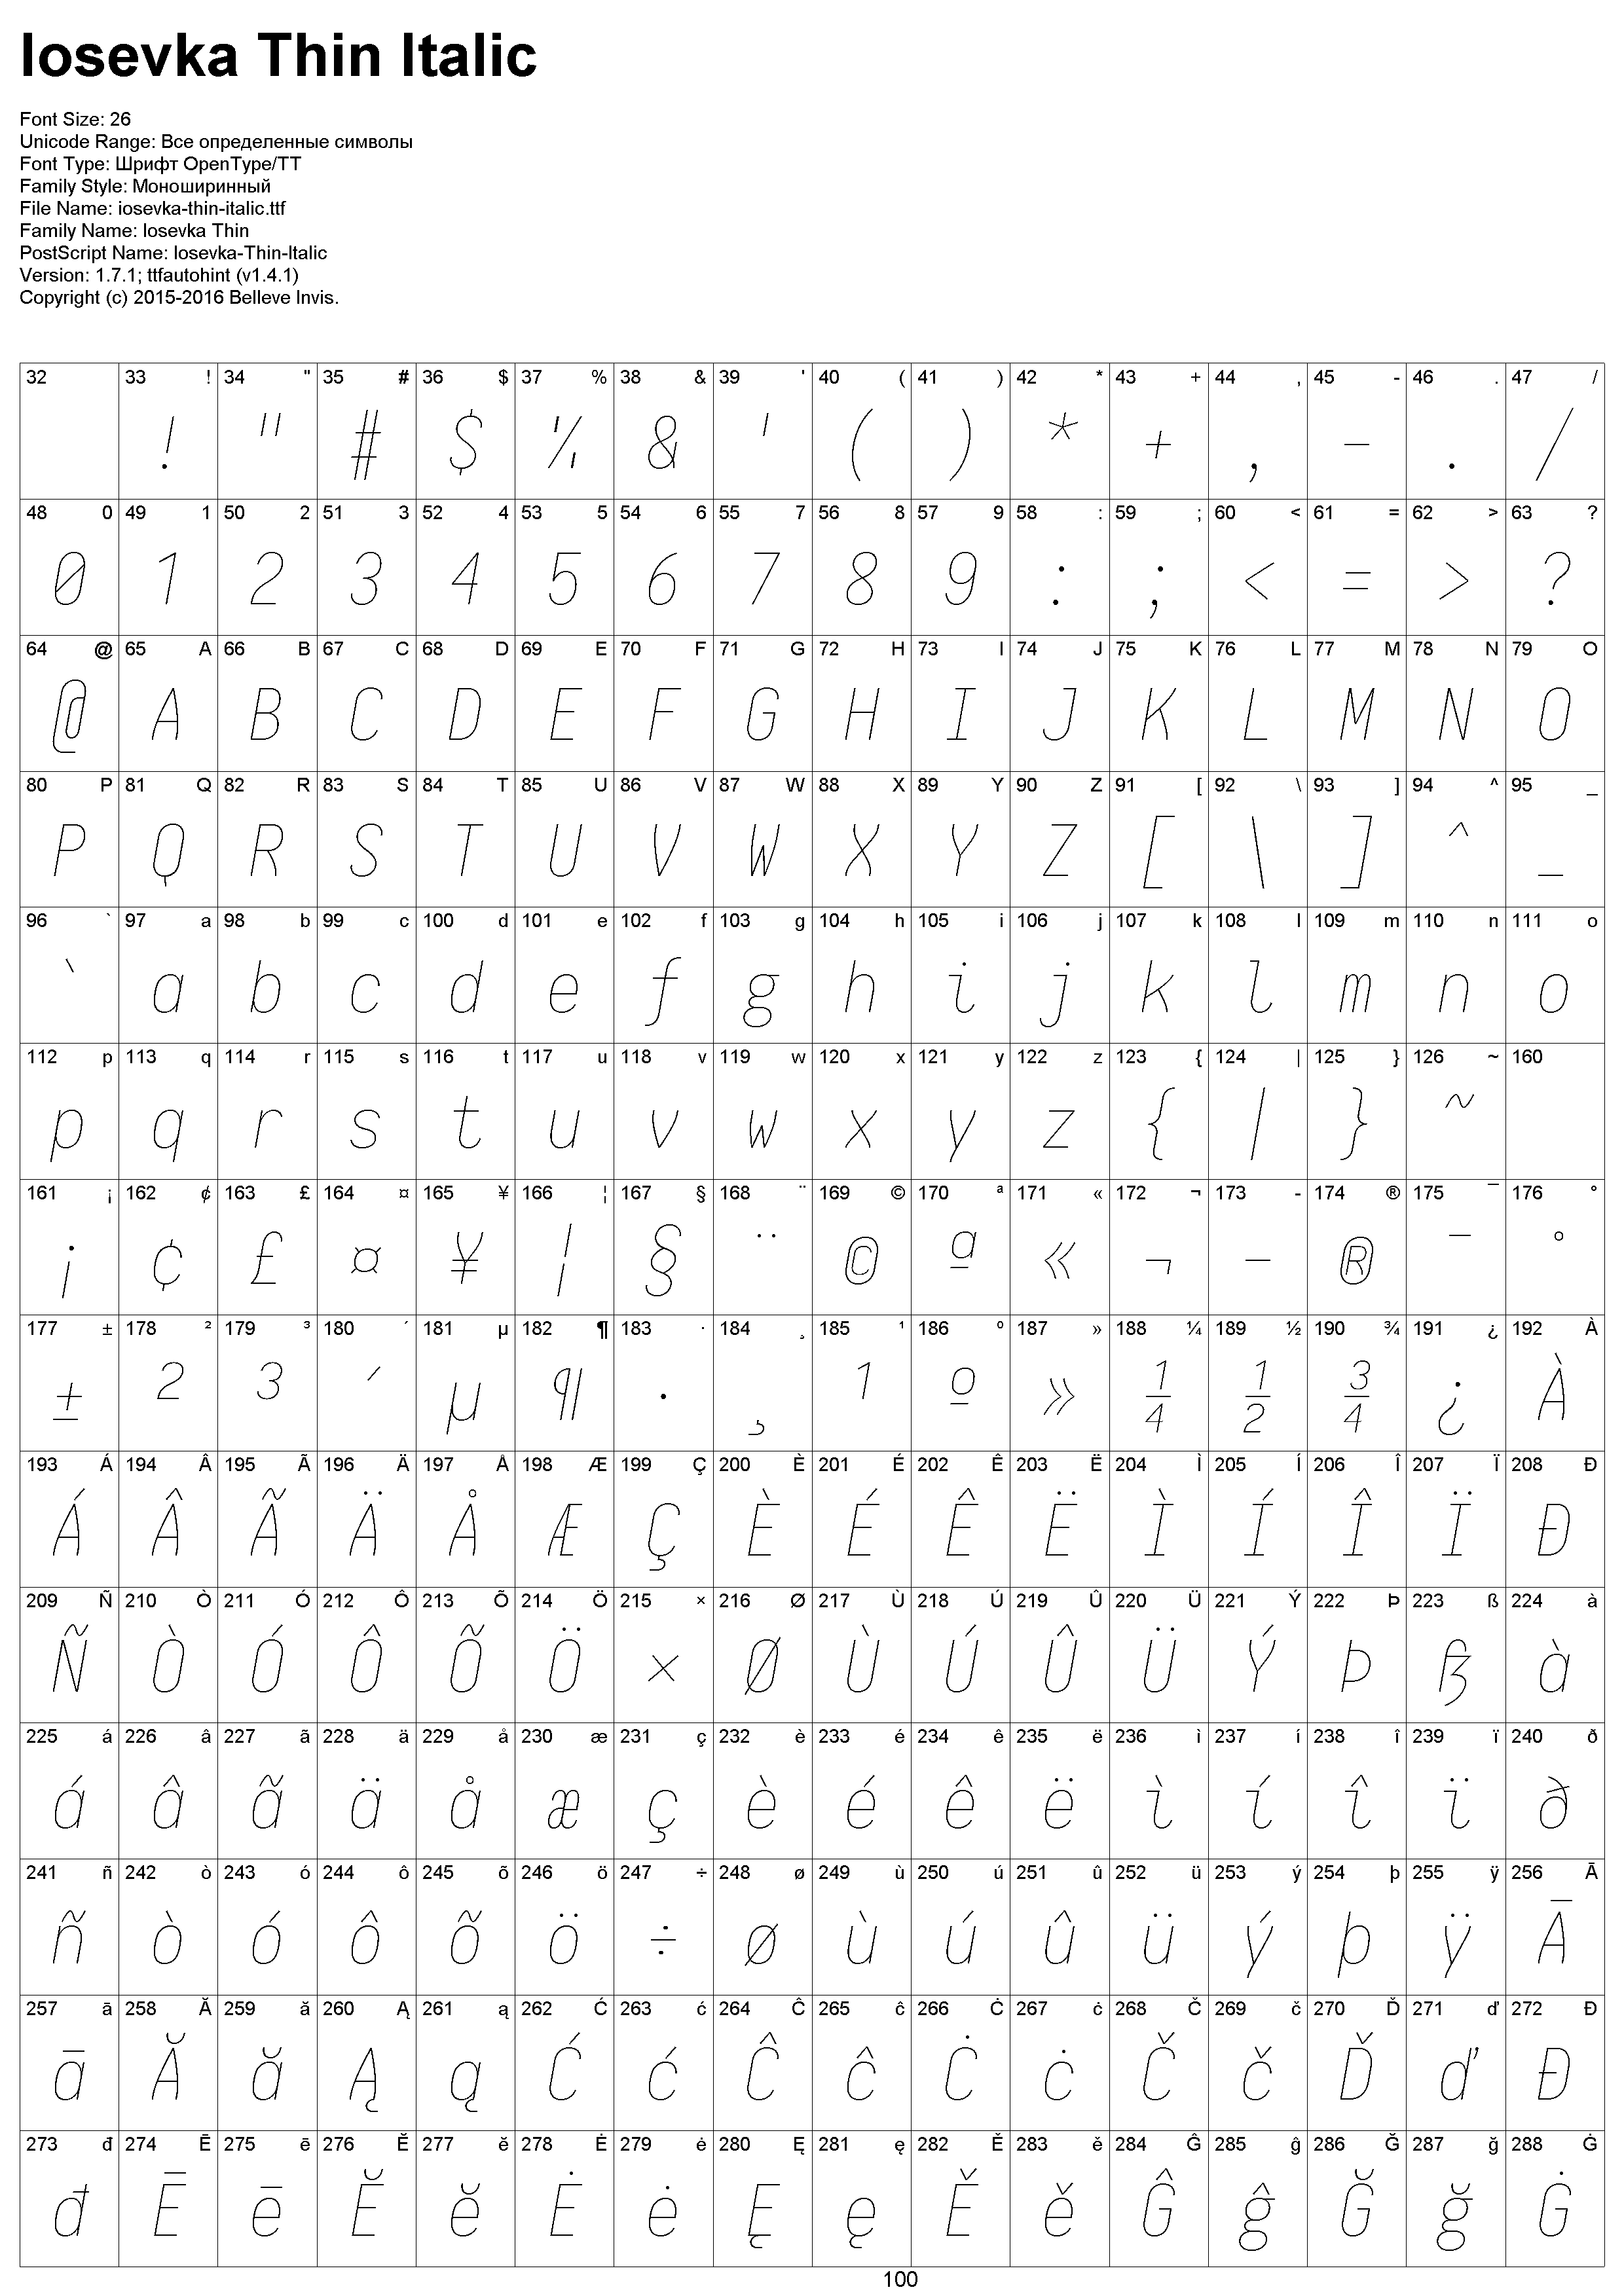 Iosevka Thin Italic
Font Size: 26
Unicode Range: Все определенные символы
Font Type: Шрифт OpenType/TT
Family Style: Моноширинный
File Name: iosevka-thin-italic.ttf
Family Name: Iosevka Thin
PostScript Name: Iosevka-Thin-Italic
Version: 1.7.1; ttfautohint (v1.4.1)
Copyright (c) 2015-2016 Belleve Invis.
32 33 ! 34 " 35 # 36 $ 37 % 38 & 39 ' 40 ( 41 ) 42 * 43 + 44 , 45 - 46 . 47 /
! " # $ % & ' ( ) * + , - . /
48 0 49 1 50 2 51 3 52 4 53 5 54 6 55 7 56 8 57 9 58 : 59 ; 60 < 61 = 62 > 63 ?
0 1 2 3 4 5 6 7 8 9 : ; < = > ?
64 @ 65 A 66 B 67 C 68 D 69 E 70 F 71 G 72 H 73 I 74 J 75 K 76 L 77 M 78 N 79 O
@ A B C D E F G H I J K L M N O
80 P 81 Q 82 R 83 S 84 T 85 U 86 V 87 W 88 X 89 Y 90 Z 91 [ 92 \ 93 ] 94 ^ 95 _
P Q R S T U V W X Y Z [ \ ] ^ _
96 ` 97 a 98 b 99 c 100 d 101 e 102 f 103 g 104 h 105 i 106 j 107 k 108 l 109 m 110 n 111 o
` a b c d e f g h i j k l m n o
112 p 113 q 114 r 115 s 116 t 117 u 118 v 119 w 120 x 121 y 122 z 123 { 124 | 125 } 126 ~ 160
p q r s t u v w x y z { | } ~
161 ¡ 162 ¢ 163 £ 164 ¤ 165 ¥ 166 ¦ 167 § 168 ¨ 169 © 170 ª 171 « 172 ¬ 173 - 174 ® 175 ¯ 176 °
¡ ¢ £ ¤ ¥ ¦ § ¨ © ª « ¬ - ® ¯ °
177 ± 178 ² 179 ³ 180 ´ 181 µ 182 ¶ 183 · 184 ¸ 185 ¹ 186 º 187 » 188 ¼ 189 ½ 190 ¾ 191 ¿ 192 À
± ² ³ ´ µ ¶ · ¸ ¹ º » ¼ ½ ¾ ¿ À
193 Á 194 Â 195 Ã 196 Ä 197 Å 198 Æ 199 Ç 200 È 201 É 202 Ê 203 Ë 204 Ì 205 Í 206 Î 207 Ï 208 Ð
Á Â Ã Ä Å Æ Ç È É Ê Ë Ì Í Î Ï Ð
209 Ñ 210 Ò 211 Ó 212 Ô 213 Õ 214 Ö 215 × 216 Ø 217 Ù 218 Ú 219 Û 220 Ü 221 Ý 222 Þ 223 ß 224 à
Ñ Ò Ó Ô Õ Ö × Ø Ù Ú Û Ü Ý Þ ß à
225 á 226 â 227 ã 228 ä 229 å 230 æ 231 ç 232 è 233 é 234 ê 235 ë 236 ì 237 í 238 î 239 ï 240 ð
á â ã ä å æ ç è é ê ë ì í î ï ð
241 ñ 242 ò 243 ó 244 ô 245 õ 246 ö 247 ÷ 248 ø 249 ù 250 ú 251 û 252 ü 253 ý 254 þ 255 ÿ 256 Ā
ñ ò ó ô õ ö ÷ ø ù ú û ü ý þ ÿ Ā
257 ā 258 Ă 259 ă 260 Ą 261 ą 262 Ć 263 ć 264 Ĉ 265 ĉ 266 Ċ 267 ċ 268 Č 269 č 270 Ď 271 ď 272 Đ
ā Ă ă Ą ą Ć ć Ĉ ĉ Ċ ċ Č č Ď ď Đ
273 đ 274 Ē 275 ē 276 Ĕ 277 ĕ 278 Ė 279 ė 280 Ę 281 ę 282 Ě 283 ě 284 Ĝ 285 ĝ 286 Ğ 287 ğ 288 Ġ
đ Ē ē Ĕ ĕ Ė ė Ę ę Ě ě Ĝ ĝ Ğ ğ Ġ
100